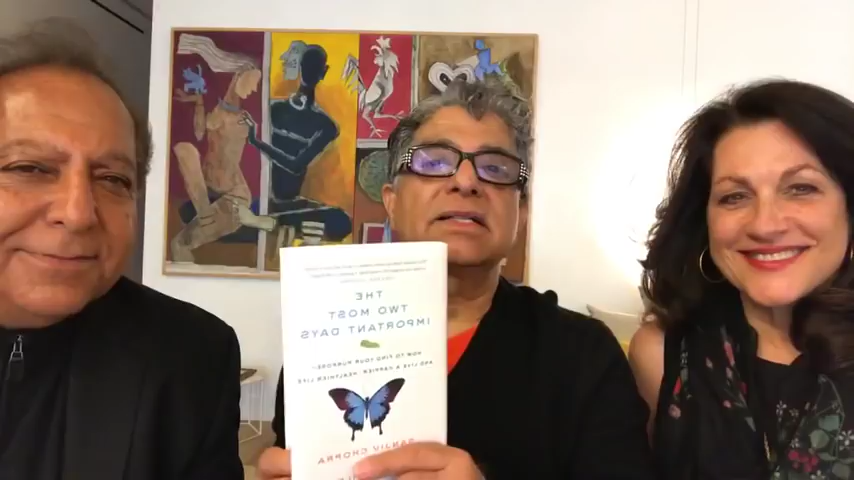 THE
TWO MOST
IMPORTANT DAYS
HOW TO FIND YOUR PURPOSE—
AND LIVE A HAPPIER, HEALTHIER LIFE
SANJIV CHOPRA